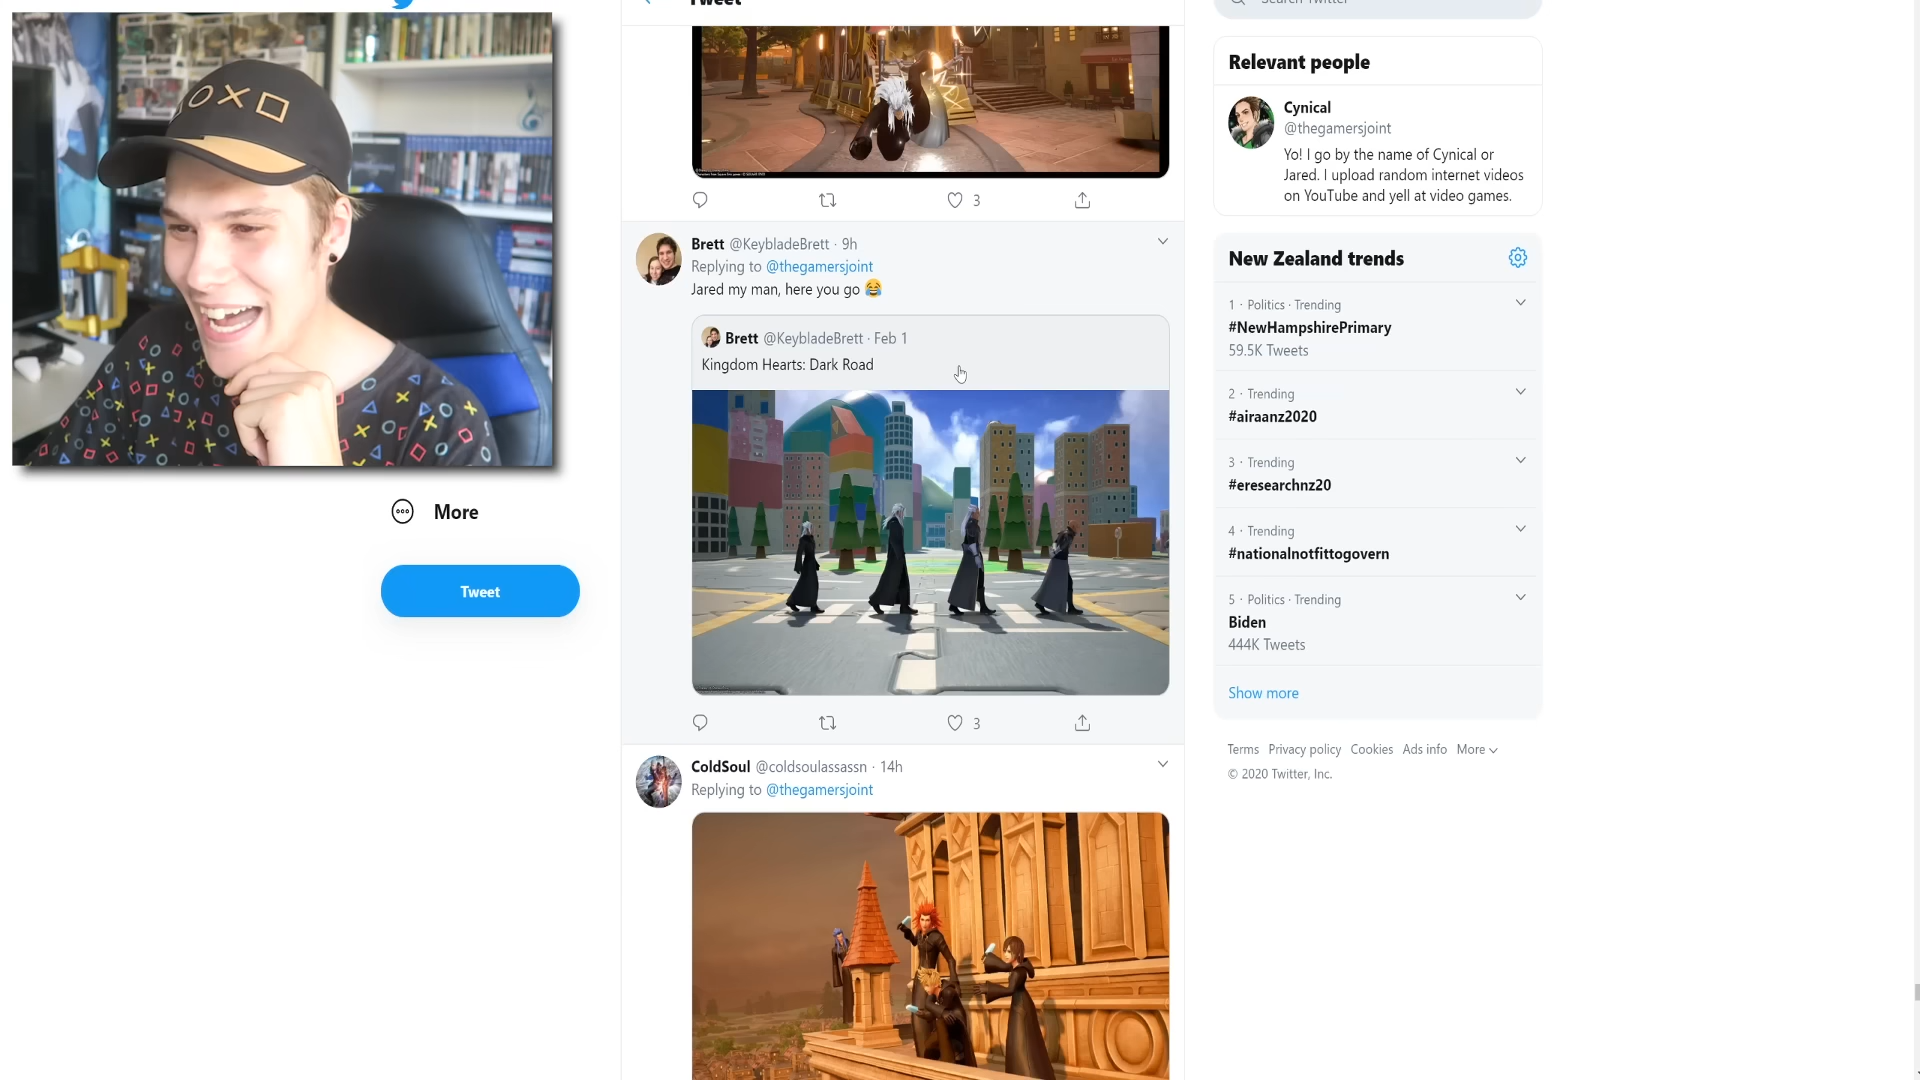 Tweet
Search Twitter
3
Brett @KeybladeBrett · 9h
Replying to @thegamersjoint
Jared my man, here you go 😂
Brett @KeybladeBrett · Feb 1
Kingdom Hearts: Dark Road
3
ColdSoul @coldsoulassassn · 14h
Replying to @thegamersjoint
More
Tweet
Relevant people
Cynical
@thegamersjoint
Yo! I go by the name of Cynical or
Jared. I upload random internet videos
on YouTube and yell at video games.
New Zealand trends
1 · Politics · Trending
#NewHampshirePrimary
59.5K Tweets
2 · Trending
#airaanz2020
3 · Trending
#eresearchnz20
4 · Trending
#nationalnotfittogovern
5 · Politics · Trending
Biden
444K Tweets
Show more
Terms Privacy policy Cookies Ads info More
© 2020 Twitter, Inc.